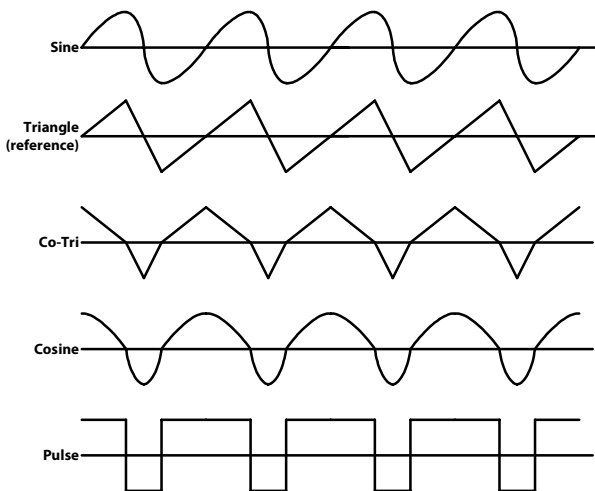 Sine
Triangle
(reference)
Co-Tri
Cosine
Pulse